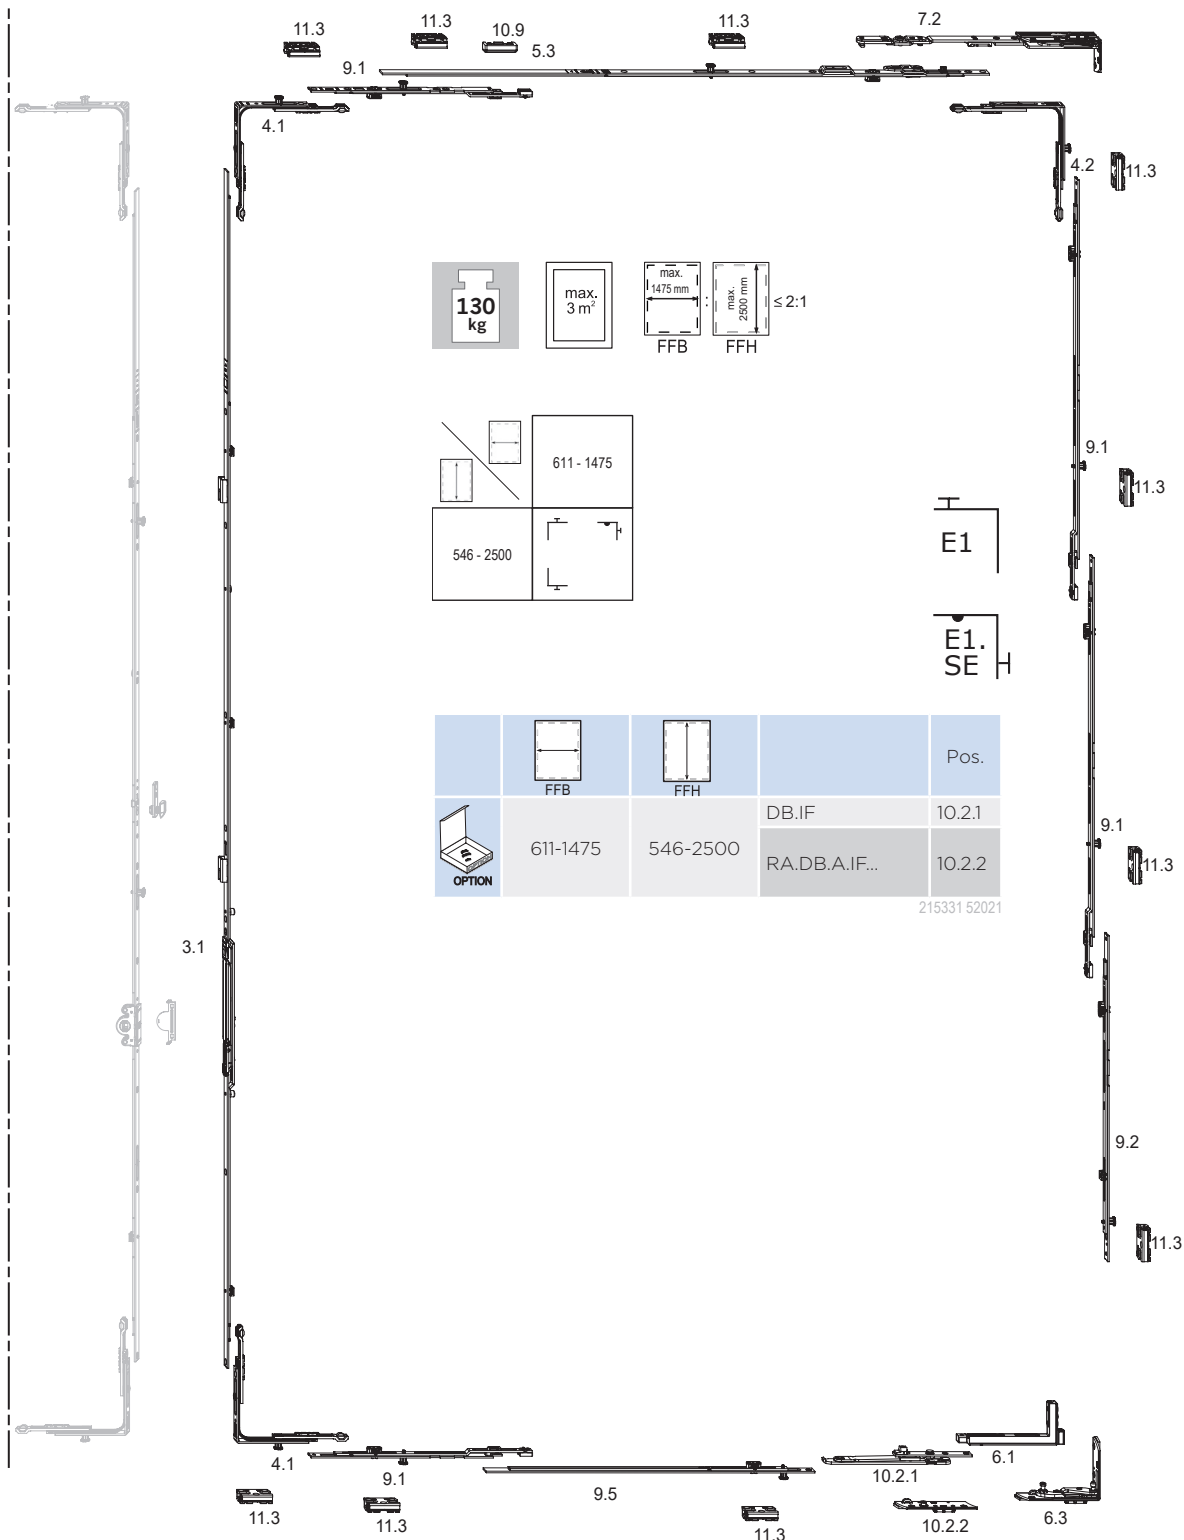 11.3
11.3
10.9
11.3
7.2
5.3
9.1
4.1
4.2
11.3
130
kg
max.
3 m²
max.
1475 mm
FFB
:
max.
2500 mm
FFH
≤ 2:1
611 - 1475
546 - 2500
9.1
11.3
E1
E1.
SE
FFB
FFH
Pos.
OPTION
611-1475
546-2500
DB.IF
10.2.1
RA.DB.A.IF...
10.2.2
215331 52021
9.1
11.3
3.1
9.2
11.3
4.1
9.1
9.5
10.2.1
6.1
11.3
11.3
11.3
10.2.2
6.3